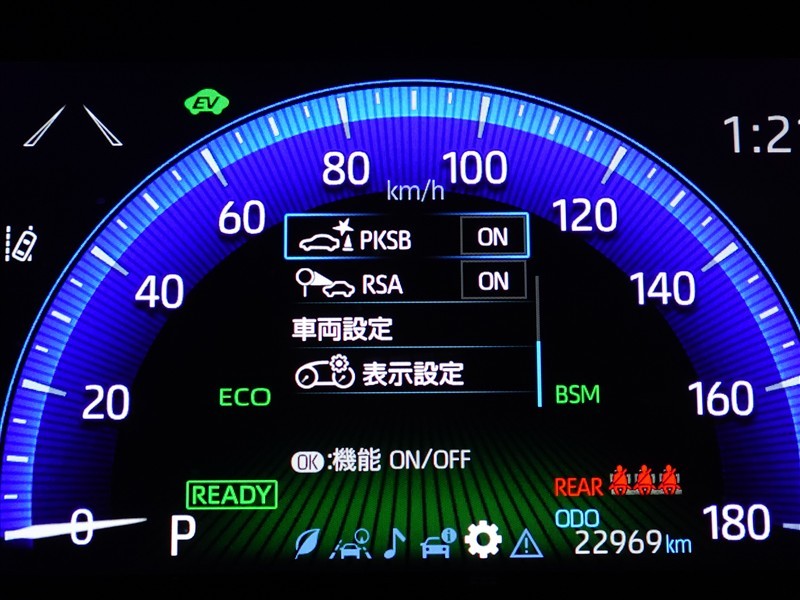 EV
1:21
80
100
km/h
60
120
PKSB ON
40
RSA ON
140
車両設定
表示設定
20
ECO
BSM
160
OK:機能 ON/OFF
READY
REAR
0
P
ODO
22969km
180